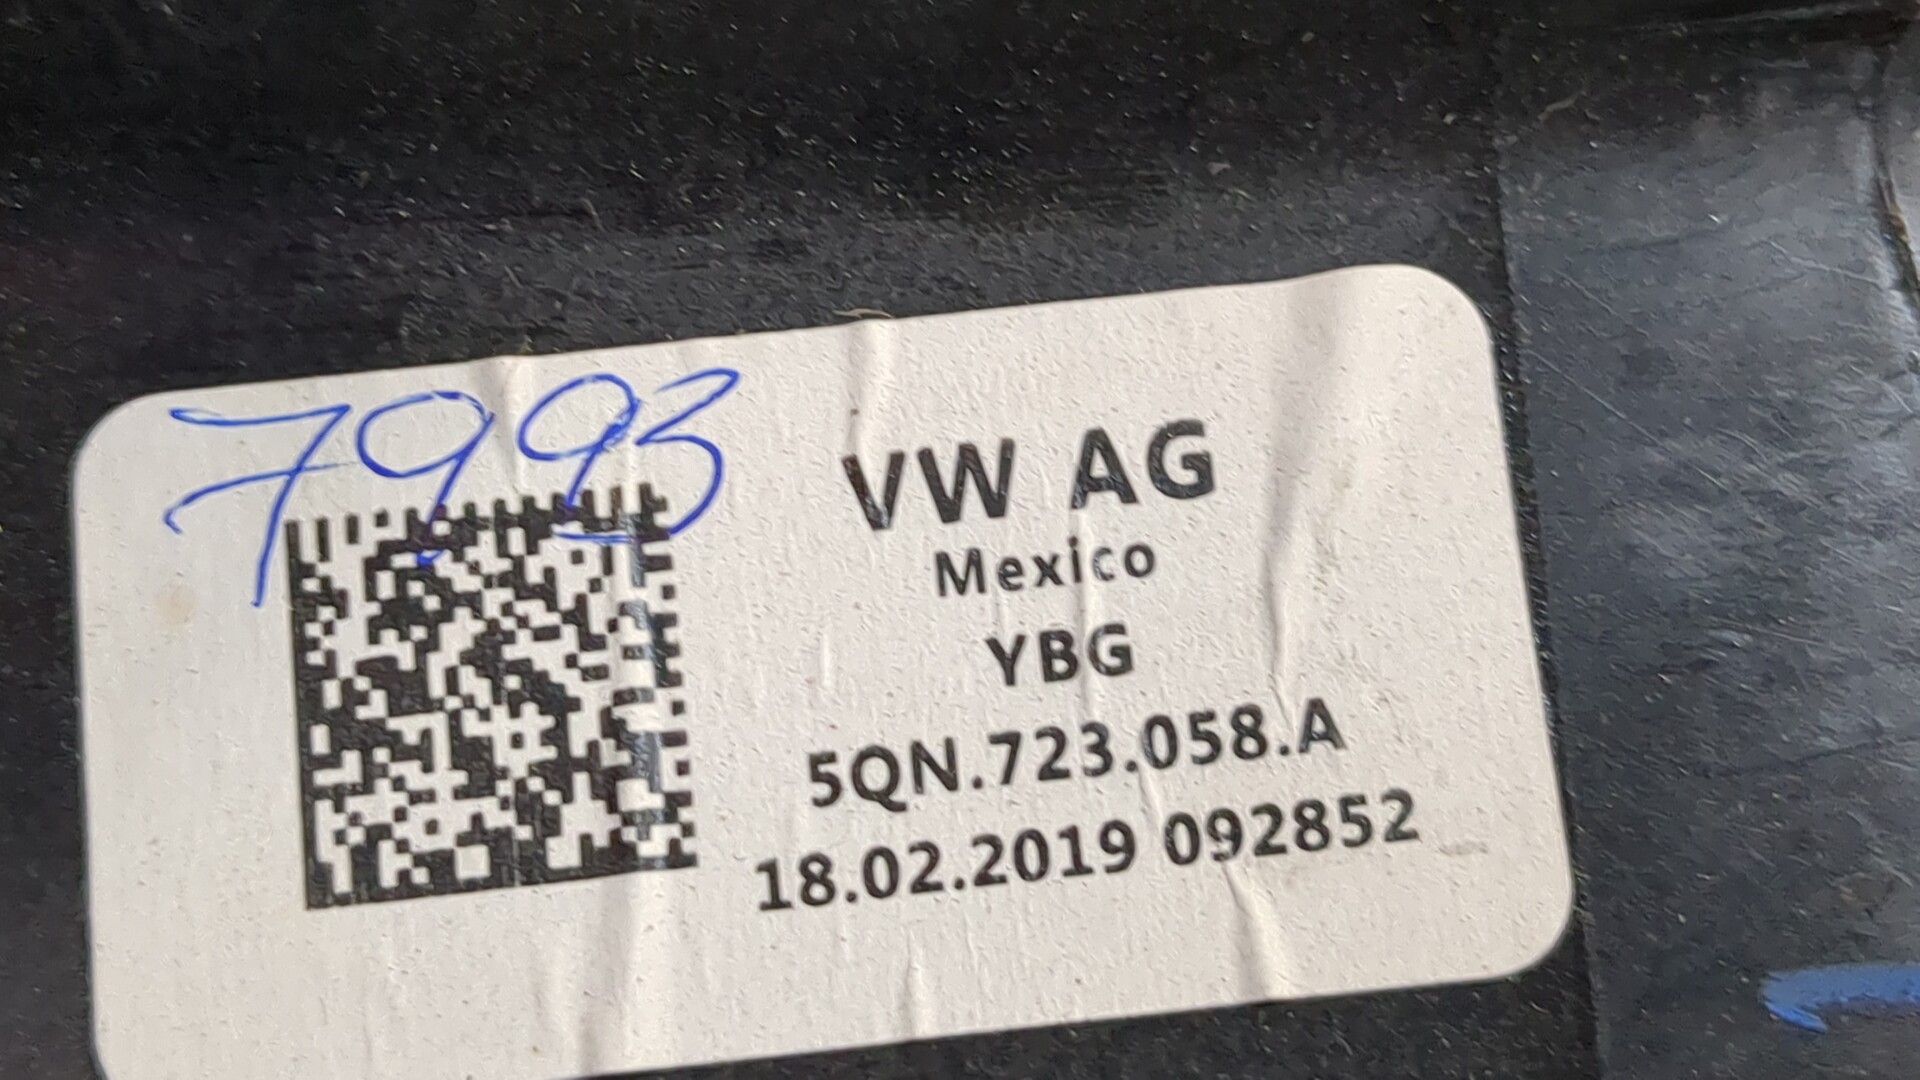 7993
VW AG
Mexico
YBG
5QN.723.058.A
18.02.2019 092852